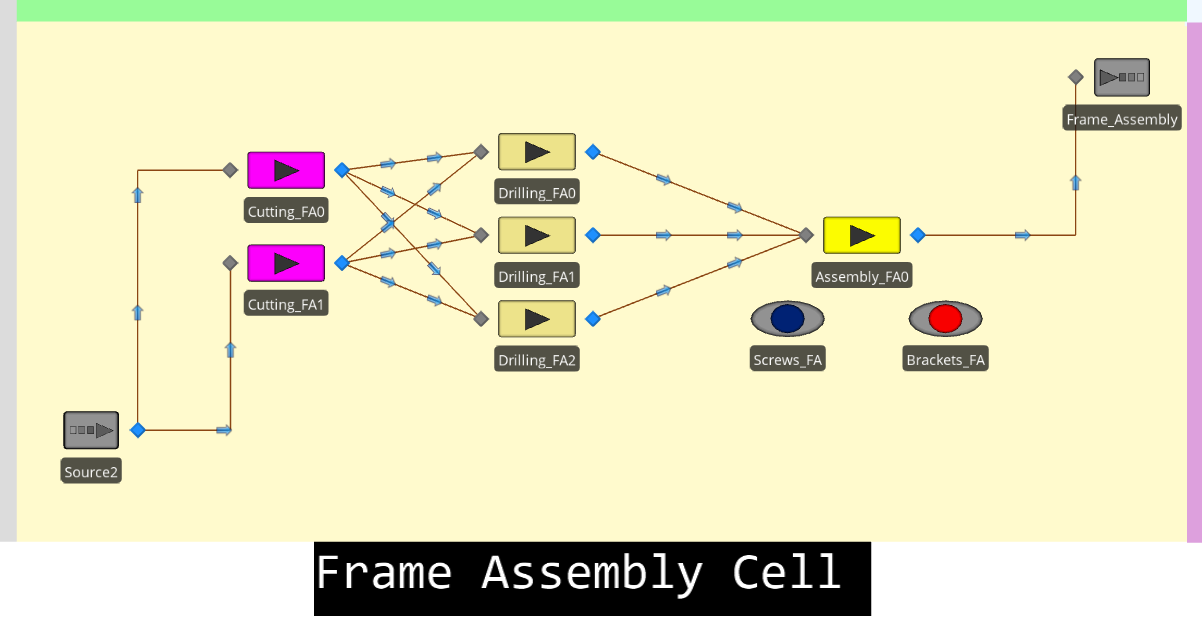 Frame_Assembly
Cutting_FA0
Drilling_FA0
Cutting_FA1
Drilling_FA1
Assembly_FA0
Drilling_FA2
Screws_FA
Brackets_FA
Source2
Frame Assembly Cell